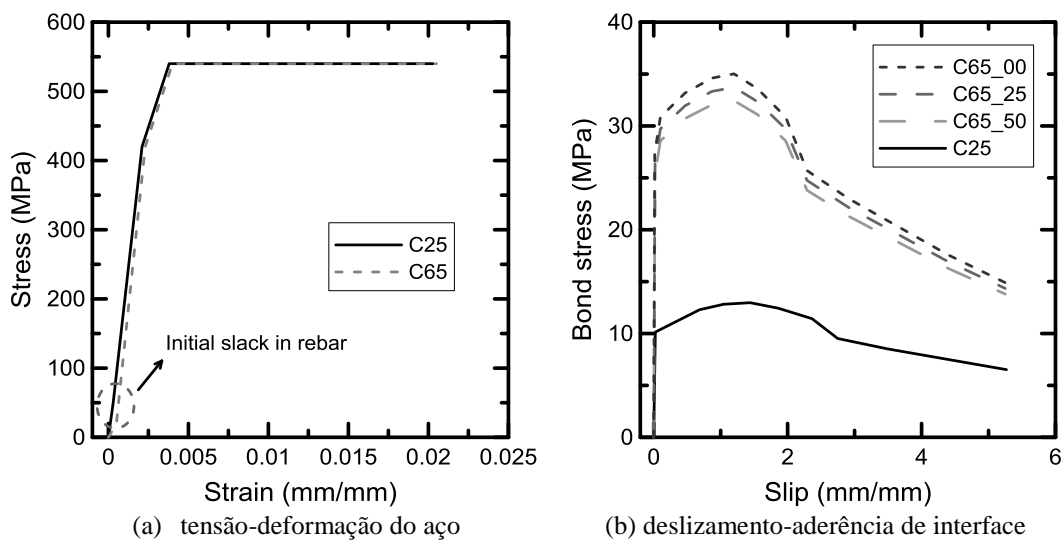 600
500
400
300
200
100
0
Stress (MPa)
C25
C65
Initial slack in rebar
0
0.005
0.01
0.015
0.02
0.025
Strain (mm/mm)
(a) tensão-deformação do aço
40
30
20
10
0
Bond stress (MPa)
C65_00
C65_25
C65_50
C25
0
2
4
6
Slip (mm/mm)
(b) deslizamento-aderência de interface